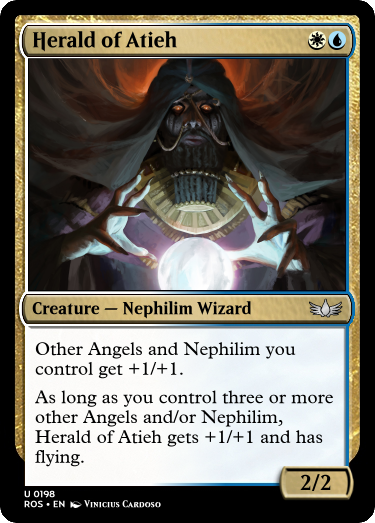 Herald of Atieh
Creature — Nephilim Wizard
Other Angels and Nephilim you
control get +1/+1.
As long as you control three or more
other Angels and/or Nephilim,
Herald of Atieh gets +1/+1 and has
flying.
2/2
U 0198
ROS • EN Vinicius Cardoso